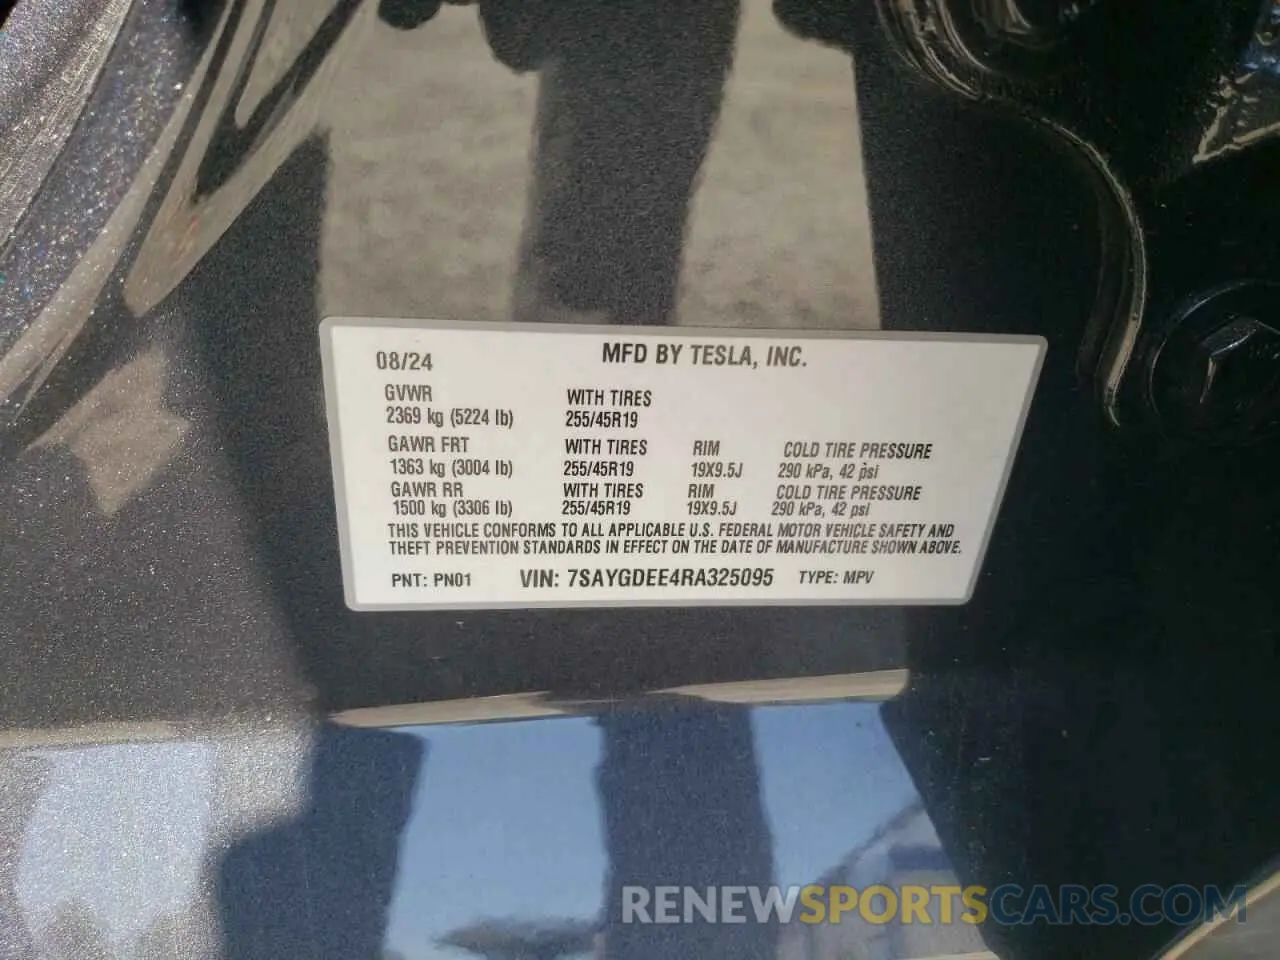 08/24 MFD BY TESLA, INC.
GVWR WITH TIRES
2369 kg (5224 lb) 255/45R19
GAWR FRT WITH TIRES RIM COLD TIRE PRESSURE
1363 kg (3004 lb) 255/45R19 19X9.5J 290 kPa, 42 psi
GAWR RR WITH TIRES RIM COLD TIRE PRESSURE
1500 kg (3306 lb) 255/45R19 19X9.5J 290 kPa, 42 psi
THIS VEHICLE CONFORMS TO ALL APPLICABLE U.S. FEDERAL MOTOR VEHICLE SAFETY AND
THEFT PREVENTION STANDARDS IN EFFECT ON THE DATE OF MANUFACTURE SHOWN ABOVE.
PNT: PN01 VIN: 7SAYGDEE4RA325095 TYPE: MPV
RENEWSPORTSCARS.COM